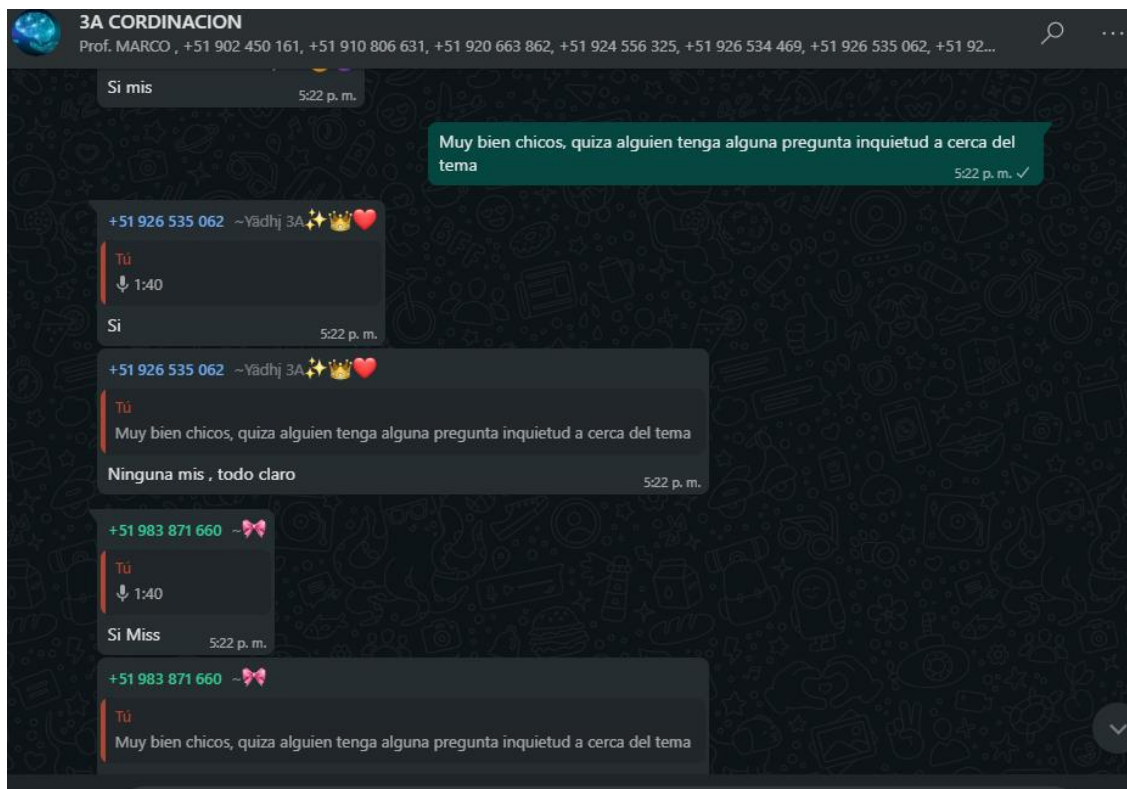 3A CORDINACION
Prof. MARCO , +51 902 450 161, +51 910 806 631, +51 920 663 862, +51 924 556 325, +51 926 534 469, +51 926 535 062, +51 92...
Si mis
5:22 p. m.
Muy bien chicos, quiza alguien tenga alguna pregunta inquietud a cerca del
tema
5:22 p. m.
+51 926 535 062 ~Yädhj 3A
Tú
1:40
Si
5:22 p. m.
+51 926 535 062 ~Yädhj 3A
Tú
Muy bien chicos, quiza alguien tenga alguna pregunta inquietud a cerca del tema
Ninguna mis , todo claro
5:22 p. m.
+51 983 871 660 ~
Tú
1:40
Si Miss
5:22 p. m.
+51 983 871 660 ~
Tú
Muy bien chicos, quiza alguien tenga alguna pregunta inquietud a cerca del tema